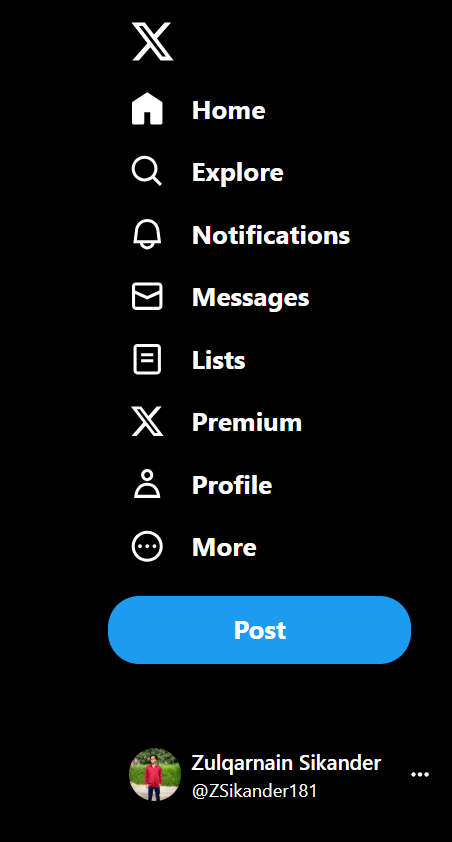 Home
Explore
Notifications
Messages
Lists
Premium
Profile
More
Post
Zulqarnain Sikander
@ZSikander181